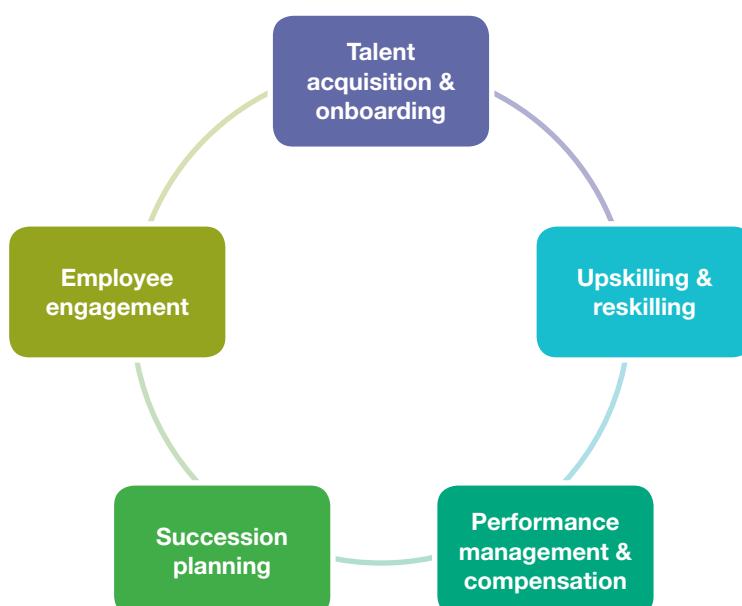 Talent
acquisition &
onboarding
Upskilling &
reskilling
Performance
management &
compensation
Succession
planning
Employee
engagement